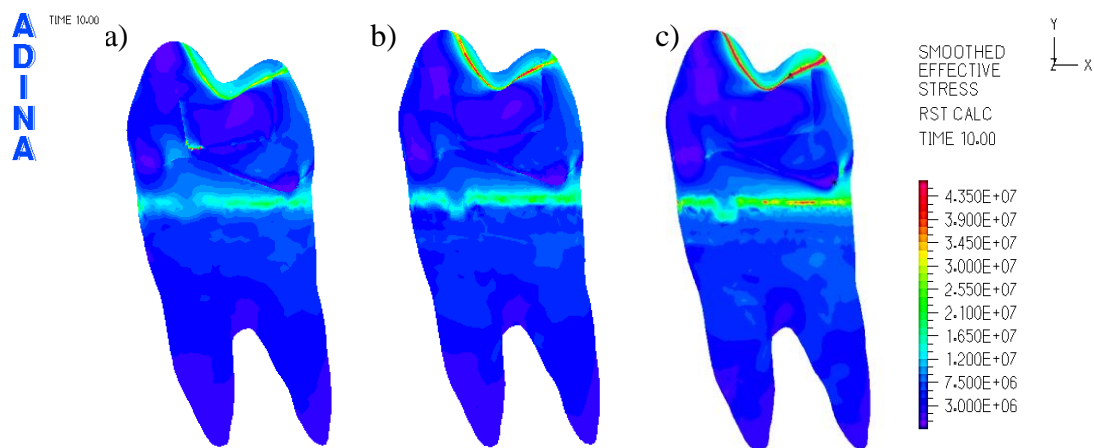 ADINA
TIME 10.00
a)
b)
c)
SMOOTHED
EFFECTIVE
STRESS
RST CALC
TIME 10.00
Y
Z
X
4.350E+07
3.900E+07
3.450E+07
3.000E+07
2.550E+07
2.100E+07
1.650E+07
1.200E+07
7.500E+06
3.000E+06